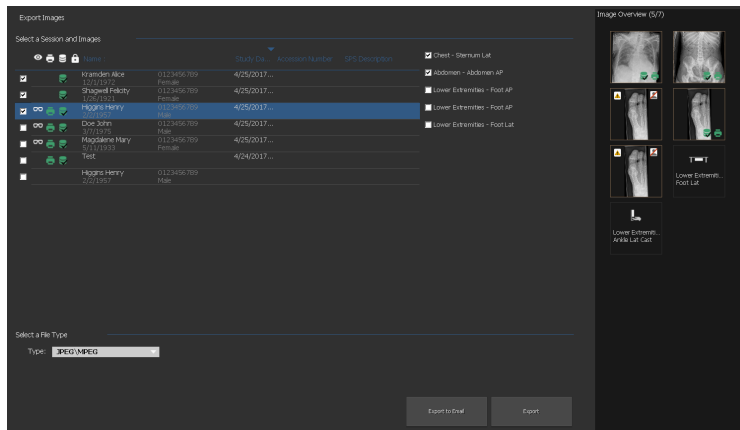 Export Images
Image Overview (5/7)
Select a Session and Images
Name
Study Da...
Accession Number
SPS Description
Kramden Alice
12/1/1972
0123456789
Female
4/25/2017...
Shagwell Felicity
1/26/1921
0123456789
Female
4/25/2017...
Higgins Henry
2/2/1957
0123456789
Male
4/25/2017...
Doe John
3/7/1975
0123456789
Male
4/25/2017...
Magdalene Mary
5/11/1933
0123456789
Female
4/25/2017...
Test
4/24/2017...
Higgins Henry
2/2/1957
0123456789
Male
Chest - Sternum Lat
Abdomen - Abdomen AP
Lower Extremities - Foot AP
Lower Extremities - Foot AP
Lower Extremities - Foot Lat
Lower Extremiti...
Foot Lat
Lower Extremiti...
Ankle Lat Cast
Select a File Type
Type:
JPEG\MPEG
Export to Email
Export